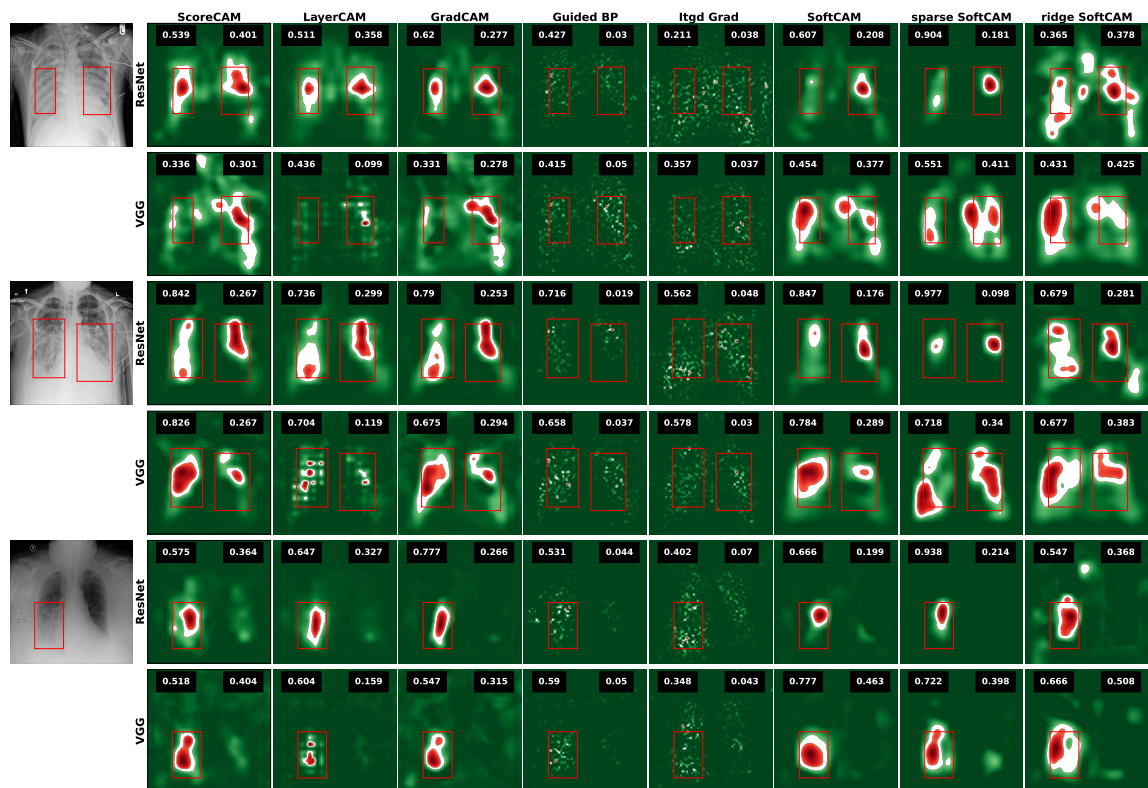 ScoreCAM LayerCAM GradCAM Guided BP Itgd Grad SoftCAM sparse SoftCAM ridge SoftCAM
L
ResNet
0.539 0.401 0.511 0.358 0.62 0.277 0.427 0.03 0.211 0.038 0.607 0.208 0.904 0.181 0.365 0.378
VGG
0.336 0.301 0.436 0.099 0.331 0.278 0.415 0.05 0.357 0.037 0.454 0.377 0.551 0.411 0.431 0.425
L
ResNet
0.842 0.267 0.736 0.299 0.79 0.253 0.716 0.019 0.562 0.048 0.847 0.176 0.977 0.098 0.679 0.281
VGG
0.826 0.267 0.704 0.119 0.675 0.294 0.658 0.037 0.578 0.03 0.784 0.289 0.718 0.34 0.677 0.383
ResNet
0.575 0.364 0.647 0.327 0.777 0.266 0.531 0.044 0.402 0.07 0.666 0.199 0.938 0.214 0.547 0.368
VGG
0.518 0.404 0.604 0.159 0.547 0.315 0.59 0.05 0.348 0.043 0.777 0.463 0.722 0.398 0.666 0.508